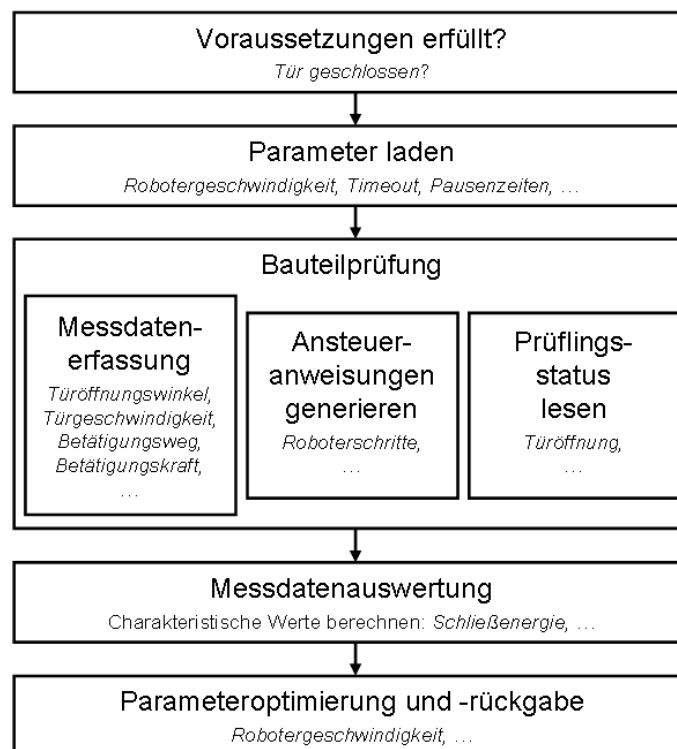 Voraussetzungen erfüllt?
Tür geschlossen?
Parameter laden
Robotergeschwindigkeit, Timeout, Pausenzeiten, ...
Bauteilprüfung
Messdaten-
erfassung
Türöffnungswinkel,
Türgeschwindigkeit,
Betätigungsweg,
Betätigungskraft,
...
Ansteuer-
anweisungen
generieren
Roboterschritte,
...
Prüflings-
status
lesen
Türöffnung,
...
Messdatenauswertung
Charakteristische Werte berechnen: Schließenergie, ...
Parameteroptimierung und -rückgabe
Robotergeschwindigkeit, ...